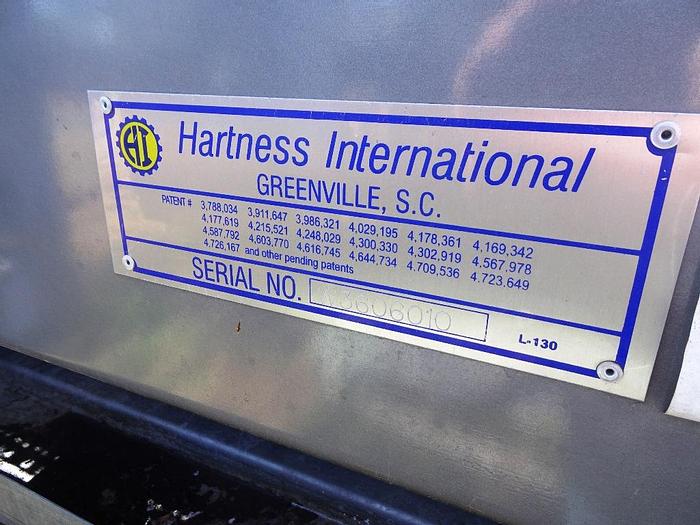 HI
Hartness International
GREENVILLE, S.C.
PATENT # 3,788,034 3,911,647 3,986,321 4,029,195 4,178,361 4,169,342
4,177,619 4,215,521 4,248,029 4,300,330 4,302,919 4,567,978
4,587,792 4,603,770 4,616,745 4,644,734 4,709,536 4,723,649
4,726,167 and other pending patents
SERIAL NO.
L-130